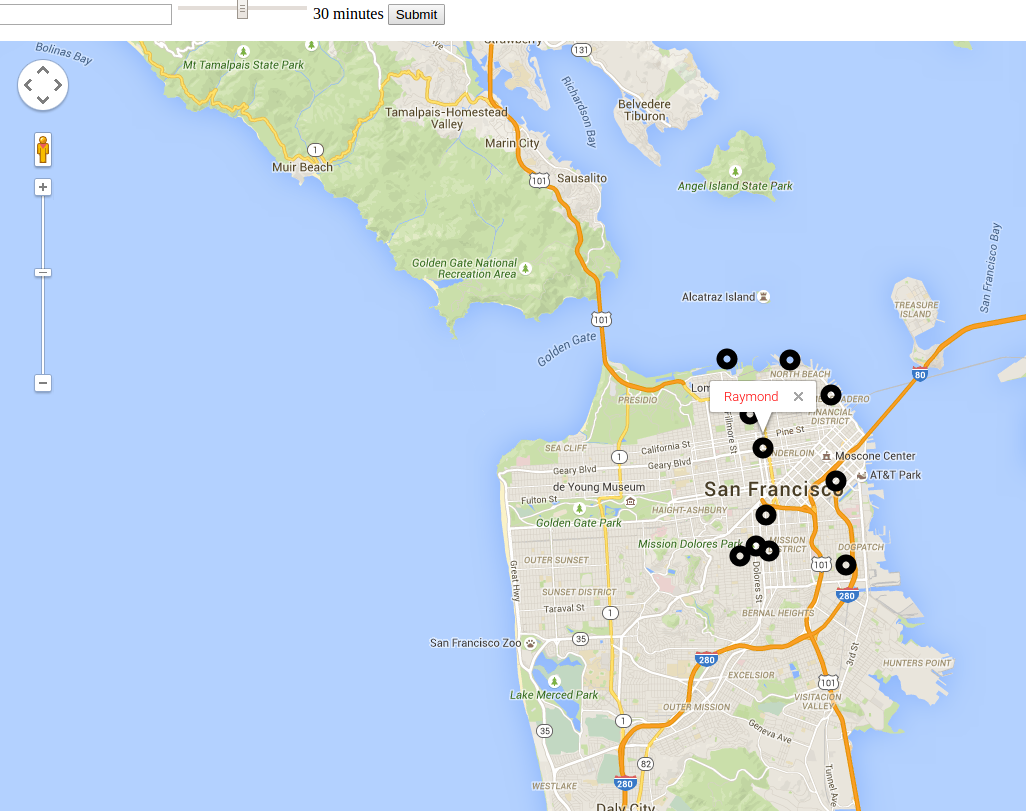 30 minutes Submit
Bolinas Bay
Mt Tamalpais State Park
Strawberry
131
Tamalpais-Homestead
Valley
Richardson Bay
Belvedere
Tiburon
1
Muir Beach
Marin City
101
Sausalito
Angel Island State Park
San Francisco Bay
Golden Gate National
Recreation Area
Alcatraz Island
TREASURE
ISLAND
101
Golden Gate
80
NORTH BEACH
Lom
PRESIDIO
Raymond
FINANCIAL
DISTRICT
Fillmore St
Pine St
SEA CLIFF
California St
1
Geary Blvd
Geary Blvd
NDERLOIN
Moscone Center
AT&T Park
de Young Museum
San Francisco
Fulton St
HAIGHT-ASHBURY
Golden Gate Park
Mission Dolores Park
MISSION
DISTRICT
DOGPATCH
OUTER SUNSET
101
Great Hwy
Dolores St
SUNSET DISTRICT
280
Taraval St
1
BERNAL HEIGHTS
San Francisco Zoo
35
3rd St
280
HUNTERS POINT
EXCELSIOR
101
Lake Merced Park
VISITACION
VALLEY
OUTER MISSION
35
1
Geneva Ave
82
Tunnel Ave
WESTLAKE
280
Daly City